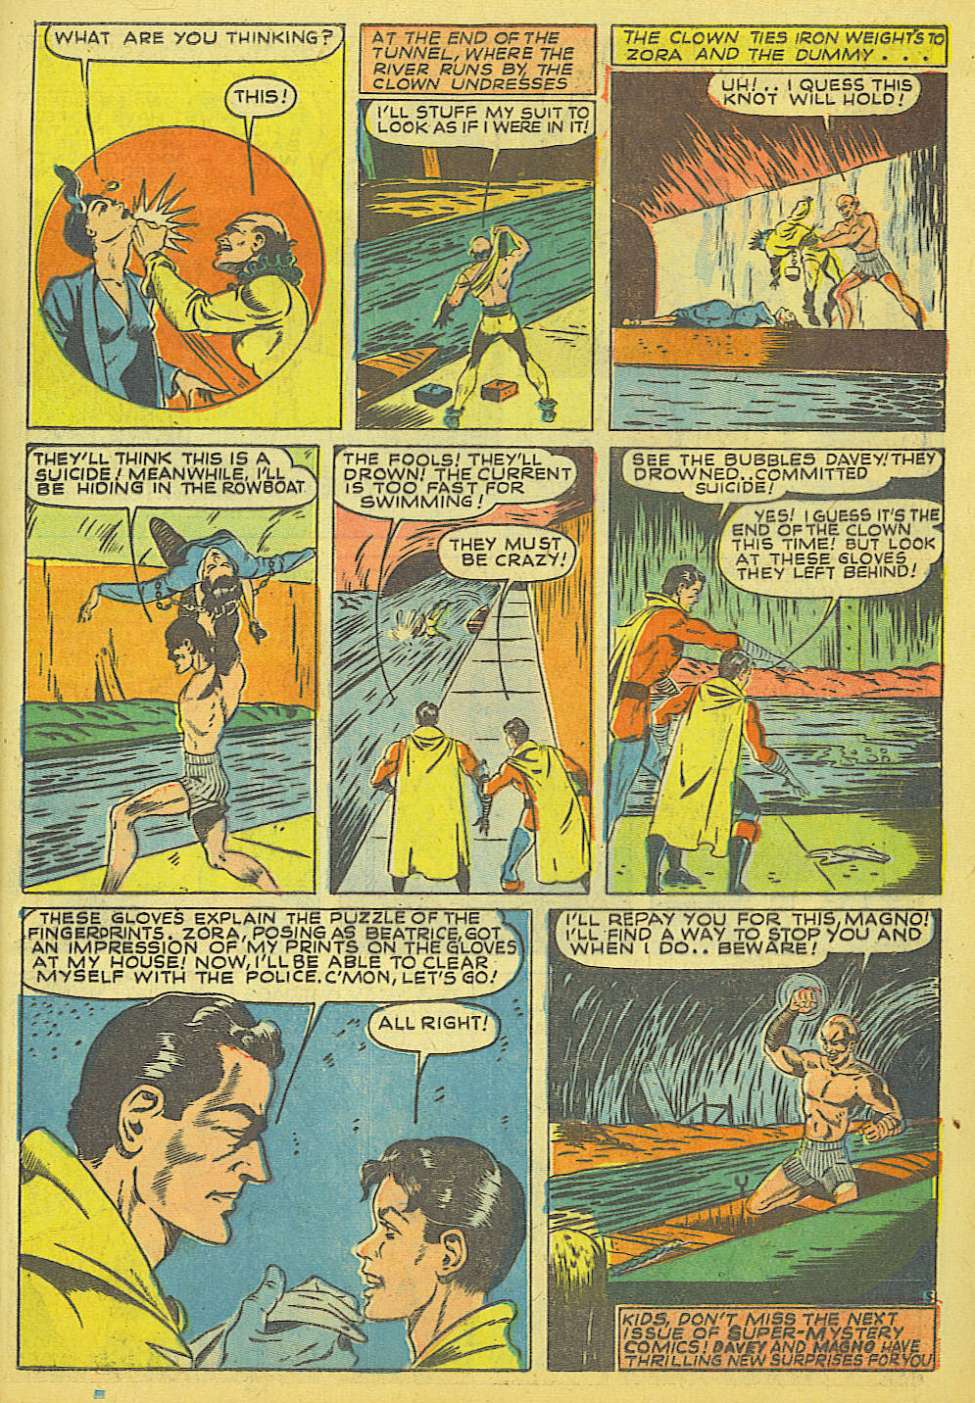 WHAT ARE YOU THINKING?
THIS!
AT THE END OF THE
TUNNEL, WHERE THE
RIVER RUNS BY, THE
CLOWN UNDRESSES
I'LL STUFF MY SUIT TO
LOOK AS IF I WERE IN IT!
THE CLOWN TIES IRON WEIGHTS TO
ZORA AND THE DUMMY...
UH!.. I GUESS THIS
KNOT WILL HOLD!
THEY'LL THINK THIS IS A
SUICIDE! MEANWHILE, I'LL
BE HIDING IN THE ROWBOAT
THE FOOLS! THEY'LL
DROWN! THE CURRENT
IS TOO FAST FOR
SWIMMING!
THEY MUST
BE CRAZY!
SEE THE BUBBLES DAVEY! THEY
DROWNED..COMMITTED
SUICIDE!
YES! I GUESS IT'S THE
END OF THE CLOWN
THIS TIME! BUT LOOK
AT THESE GLOVES
THEY LEFT BEHIND!
THESE GLOVES EXPLAIN THE PUZZLE OF THE
FINGERPRINTS. ZORA, POSING AS BEATRICE, GOT
AN IMPRESSION OF MY PRINTS ON THE GLOVES
AT MY HOUSE! NOW, I'LL BE ABLE TO CLEAR
MYSELF WITH THE POLICE. C'MON, LET'S GO!
ALL RIGHT!
I'LL REPAY YOU FOR THIS, MAGNO!
I'LL FIND A WAY TO STOP YOU AND
WHEN I DO.. BEWARE!
KIDS, DON'T MISS THE NEXT
ISSUE OF SUPER-MYSTERY
COMICS! DAVEY AND MAGNO HAVE
THRILLING NEW SURPRISES FOR YOU